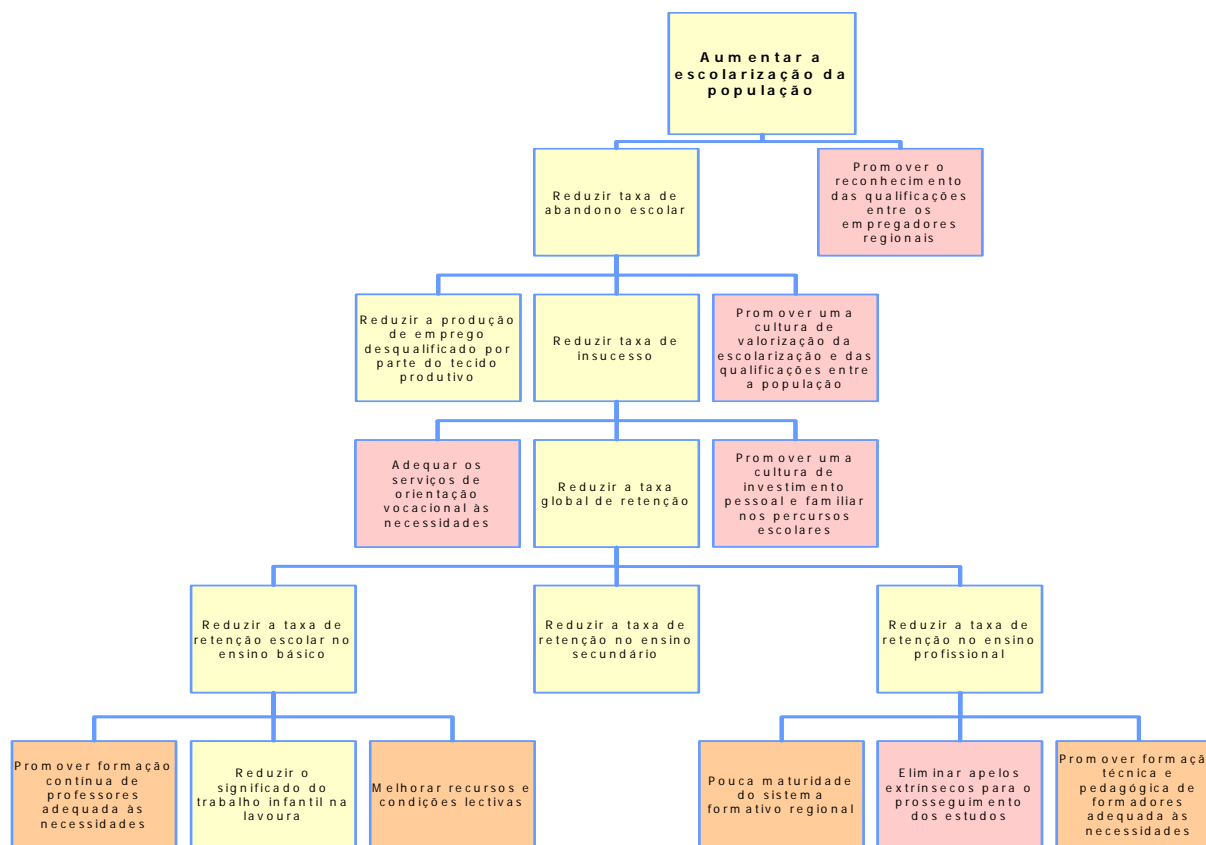 Aumentar a
escolarização da
população
Reduzir taxa de
abandono escolar
Promover o
reconhecimento
das qualificações
entre os
empregadores
regionais
Reduzir a produção
de emprego
desqualificado por
parte do tecido
produtivo
Reduzir taxa de
insucesso
Promover uma
cultura de
valorização da
escolarização e das
qualificações entre
a população
Adequar os
serviços de
orientação
vocacional às
necessidades
Reduzir a taxa
global de retenção
Promover uma
cultura de
investimento
pessoal e familiar
nos percursos
escolares
Reduzir a taxa de
retenção escolar no
ensino básico
Reduzir a taxa de
retenção no ensino
secundário
Reduzir a taxa de
retenção no ensino
profissional
Promover formação
contínua de
professores
adequada às
necessidades
Reduzir o
significado do
trabalho infantil na
lavoura
Melhorar recursos e
condições lectivas
Pouca maturidade
do sistema
formativo regional
Eliminar apelos
extrínsecos para o
prosseguimento
dos estudos
Promover formaçã
técnica e
pedagógica de
formadores
adequada às
necessidades